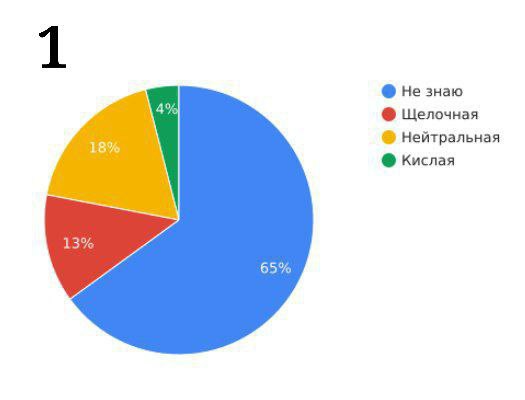 1
Не знаю
Щелочная
Нейтральная
Кислая
4%
18%
13%
65%